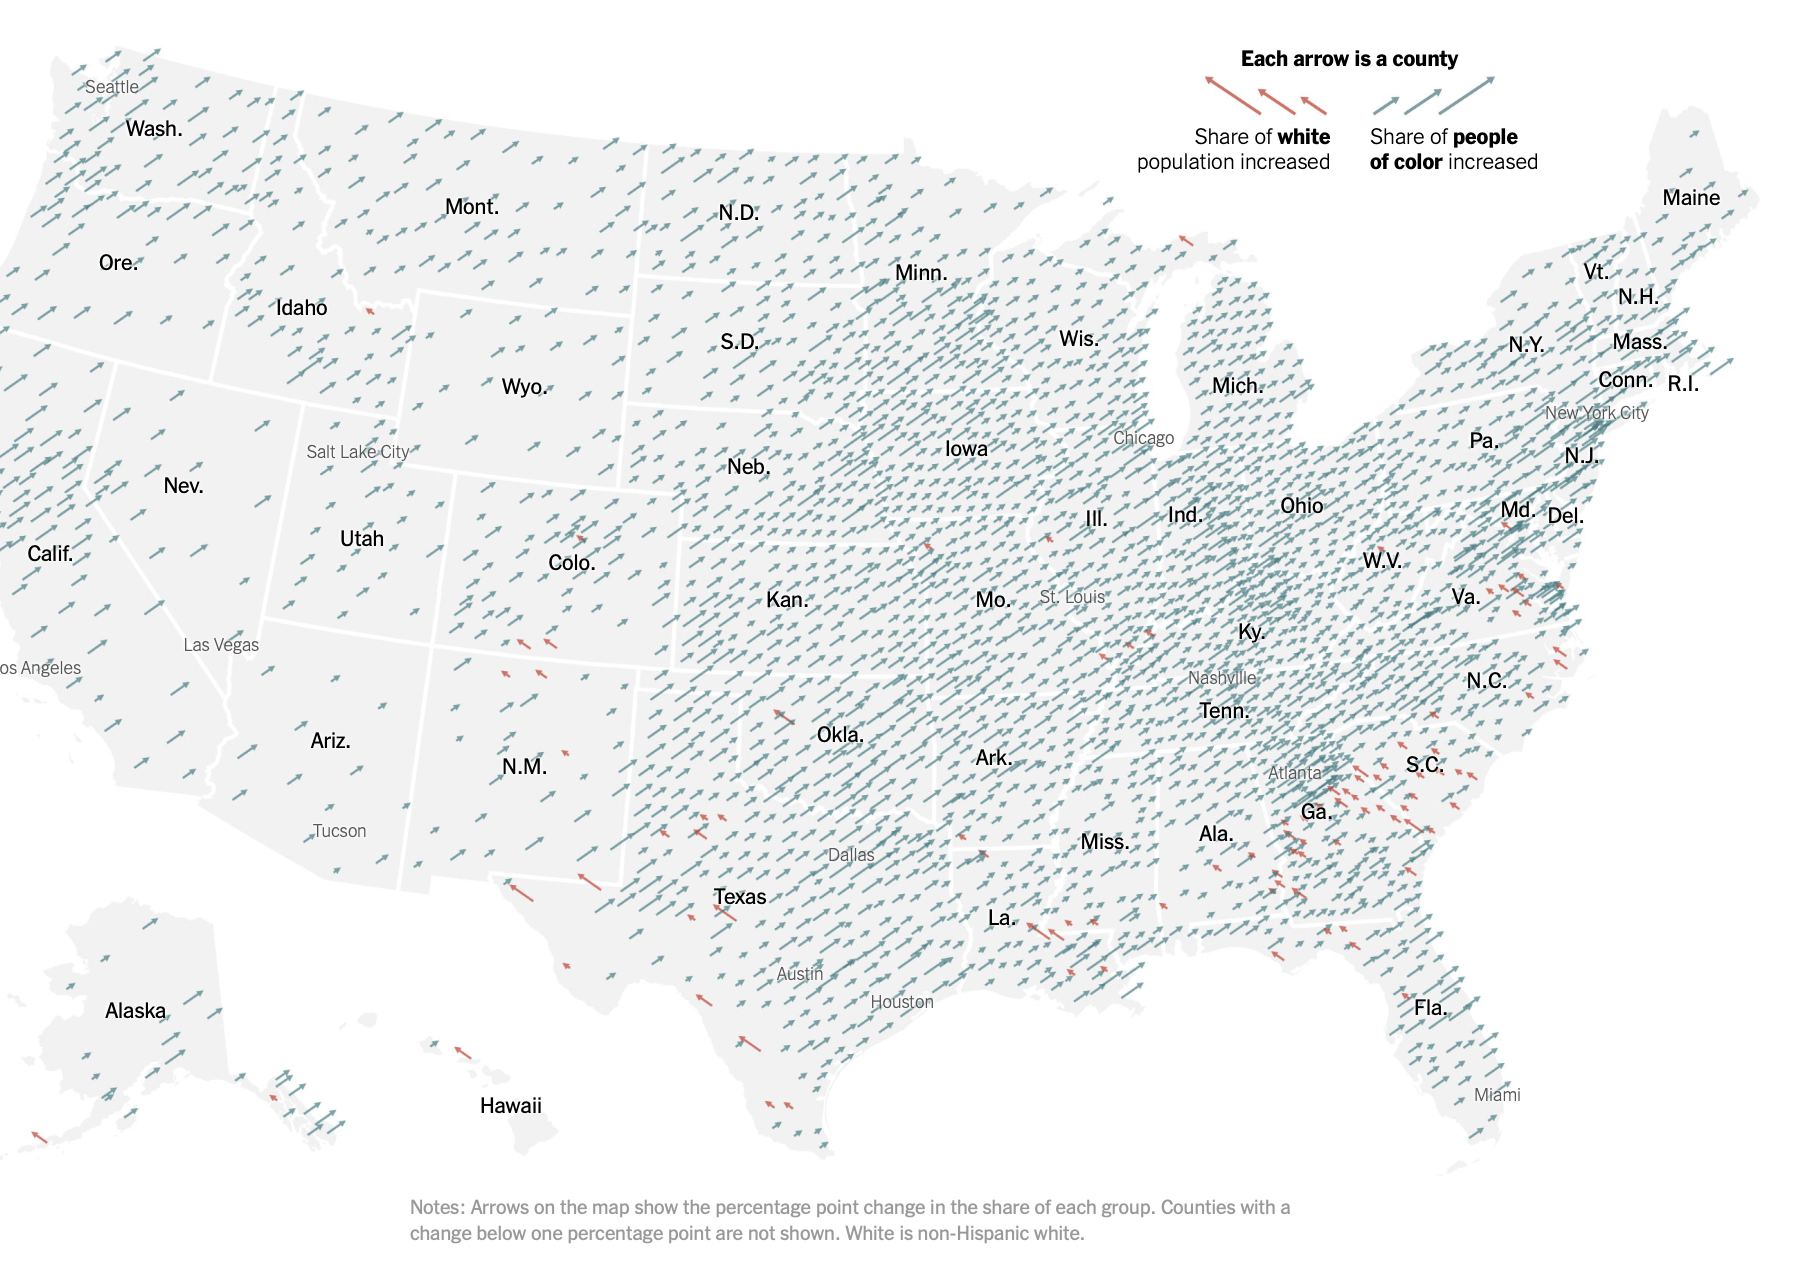 Each arrow is a county
Share of white
population increased
Share of people
of color increased
Seattle
Wash.
Maine
Mont.
N.D.
Ore.
Minn.
Vt.
Idaho
N.H.
S.D.
Wis.
N.Y.
Mass.
Wyo.
Mich.
Conn.
R.I.
New York City
Salt Lake City
Chicago
Pa.
Iowa
N.J.
Neb.
Nev.
Ohio
Md.
Del.
Ill.
Ind.
Utah
Calif.
Colo.
W.V.
Kan.
Mo.
St. Louis
Va.
Ky.
Las Vegas
os Angeles
Nashville
N.C.
Tenn.
Ariz.
Okla.
N.M.
Ark.
Atlanta
S.C.
Ga.
Tucson
Ala.
Miss.
Dallas
Texas
La.
Austin
Houston
Alaska
Fla.
Miami
Hawaii
Notes: Arrows on the map show the percentage point change in the share of each group. Counties with a
change below one percentage point are not shown. White is non-Hispanic white.